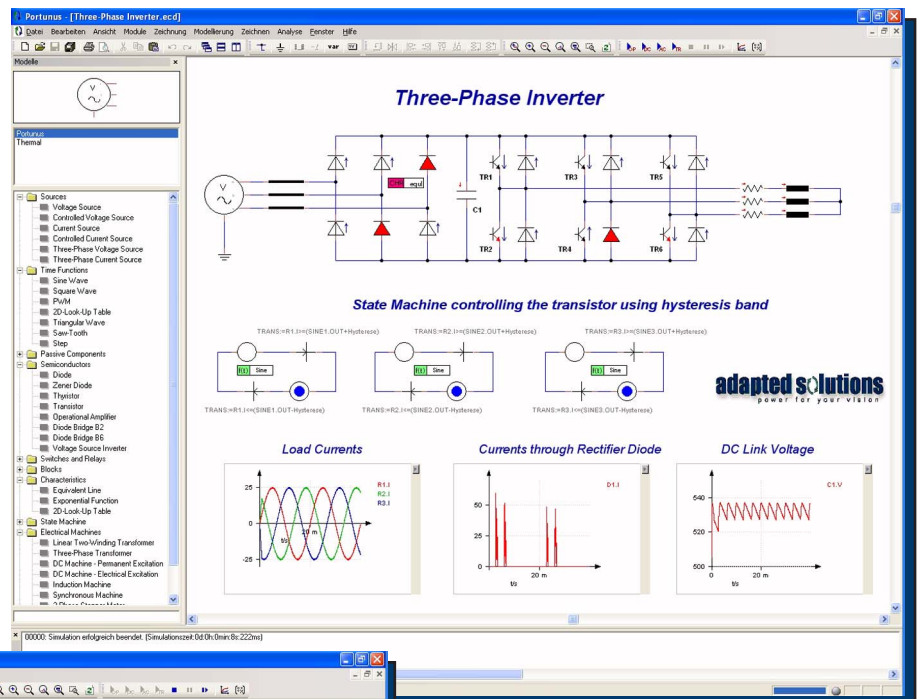 Portunus - [Three-Phase Inverter.ecd]
Datei Bearbeiten Ansicht Module Zeichnung Modellierung Zeichnen Analyse Fenster Hilfe
var
Modelle
Portunus
Thermal
Sources
Voltage Source
Controlled Voltage Source
Current Source
Controlled Current Source
Three-Phase Voltage Source
Three-Phase Current Source
Time Functions
Sine Wave
Square Wave
PWM
2D-Look-Up Table
Triangular Wave
Saw-Tooth
Step
Passive Components
Semiconductors
Diode
Zener Diode
Thyristor
Transistor
Operational Amplifier
Diode Bridge B2
Diode Bridge B6
Voltage Source Inverter
Switches and Relays
Blocks
Characteristics
Equivalent Line
Exponential Function
2D-Look-Up Table
State Machine
Electrical Machines
Linear Two-Winding Transformer
Three-Phase Transformer
DC Machine - Permanent Excitation
DC Machine - Electrical Excitation
Induction Machine
Synchronous Machine
Three-Phase Inverter
TR1 TR3 TR5
equl
C1
TR2 TR4 TR6
State Machine controlling the transistor using hysteresis band
TRANS:=R1.I>=(SINE1.OUT+Hysterese) TRANS:=R2.I>=(SINE2.OUT+Hysterese) TRANS:=R3.I>=(SINE3.OUT+Hysterese)
f(t) Sine f(t) Sine f(t) Sine
TRANS:=R1.I<=(SINE1.OUT-Hysterese) TRANS:=R2.I<=(SINE2.OUT-Hysterese) TRANS:=R3.I<=(SINE3.OUT-Hysterese)
adapted solutions
power for your vision
Load Currents
R1.I
R2.I
R3.I
25
0
-25
20 m
t/s
Currents through Rectifier Diode
D1.I
50
25
0
20 m
t/s
DC Link Voltage
C1.V
540
520
500
0 20 m
t/s
00000: Simulation erfolgreich beendet. (Simulationszeit:0d:0h:0min:8s:222ms)